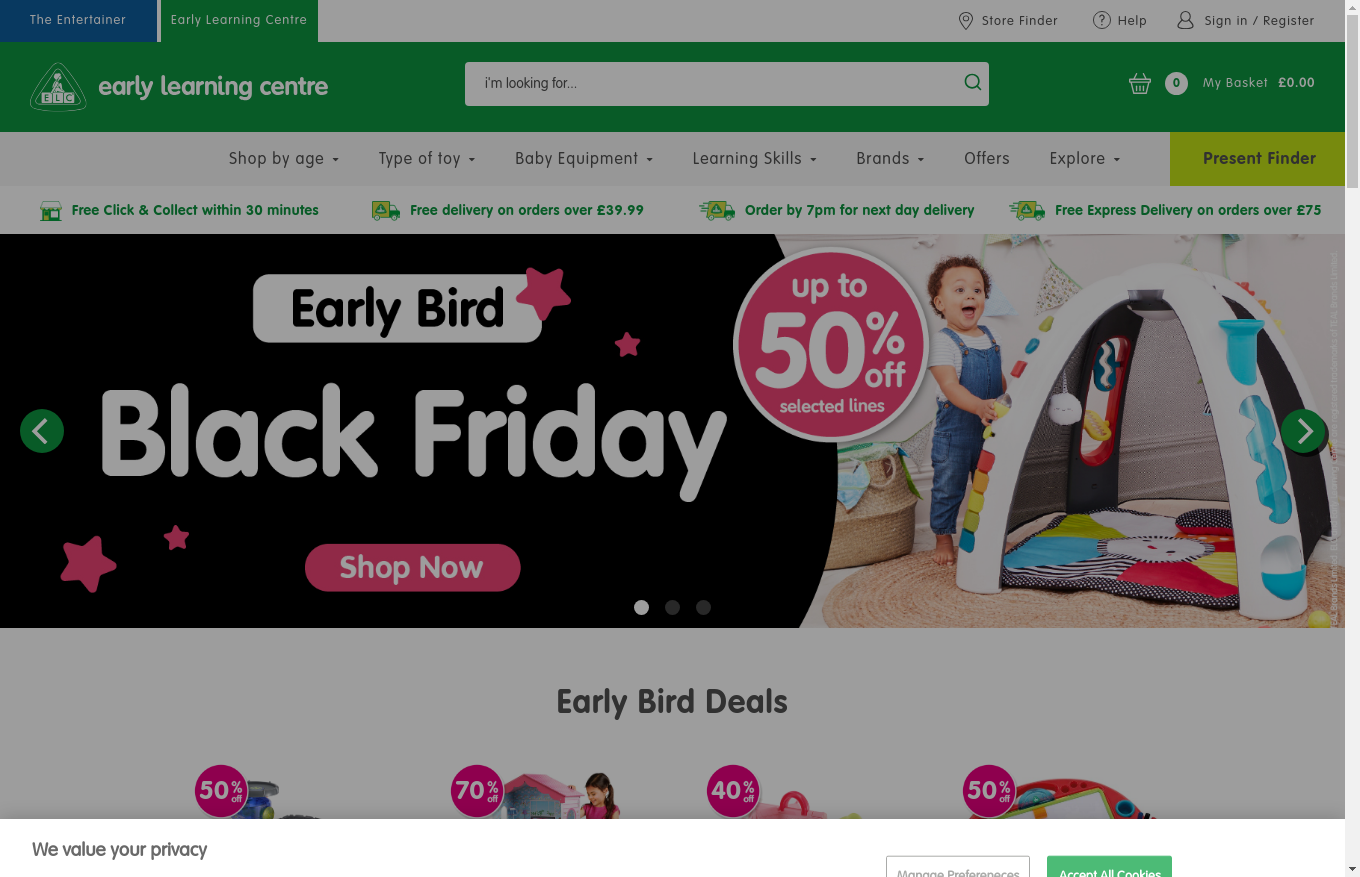 The Entertainer
Early Learning Centre
Store Finder
Help
Sign in / Register
ELC
early learning centre
i'm looking for...
0
My Basket £0.00
Shop by age
Type of toy
Baby Equipment
Learning Skills
Brands
Offers
Explore
Present Finder
Free Click & Collect within 30 minutes
Free delivery on orders over £39.99
Order by 7pm for next day delivery
Free Express Delivery on orders over £75
Early Bird
Black Friday
Shop Now
up to
50%
off
selected lines
Early Bird Deals
50%
off
70%
off
40%
off
50%
off
We value your privacy
Manage Prefereneces
Accept All Cookies